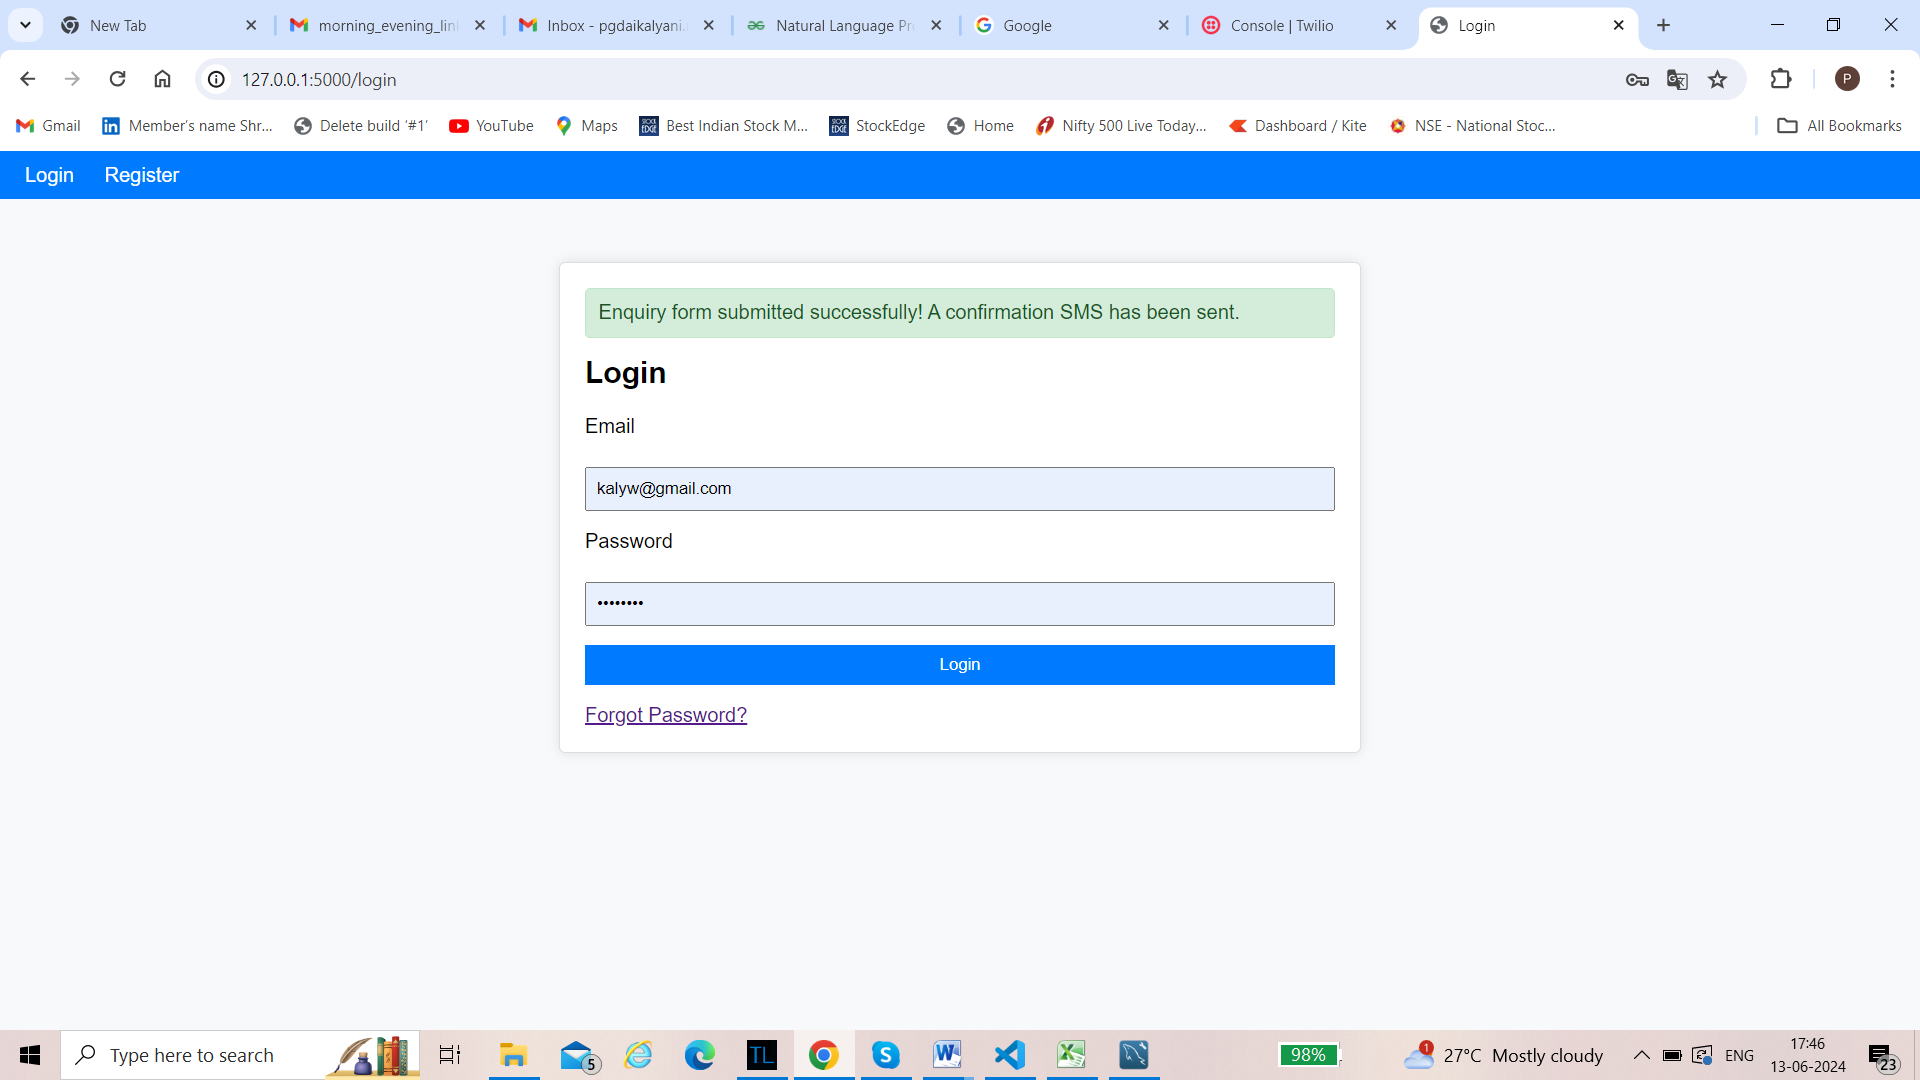 New Tab
morning_evening_lin
Inbox - pgdaikalyani.
Natural Language Pr
Google
Console | Twilio
Login
127.0.0.1:5000/login
P
Gmail
Member's name Shr...
Delete build '#1'
YouTube
Maps
STOCK EDGE
Best Indian Stock M...
STOCK EDGE
StockEdge
Home
Nifty 500 Live Today...
Dashboard / Kite
NSE - National Stoc...
All Bookmarks
Login
Register
Enquiry form submitted successfully! A confirmation SMS has been sent.
Login
Email
kalyw@gmail.com
Password
••••••••
Login
Forgot Password?
Type here to search
5
TL
98%
1
27°C Mostly cloudy
ENG
17:46
13-06-2024
23